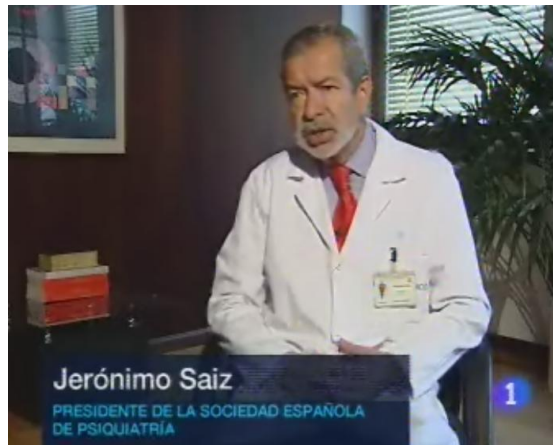 Jerónimo Saiz
PRESIDENTE DE LA SOCIEDAD ESPAÑOLA
DE PSIQUIATRÍA
1